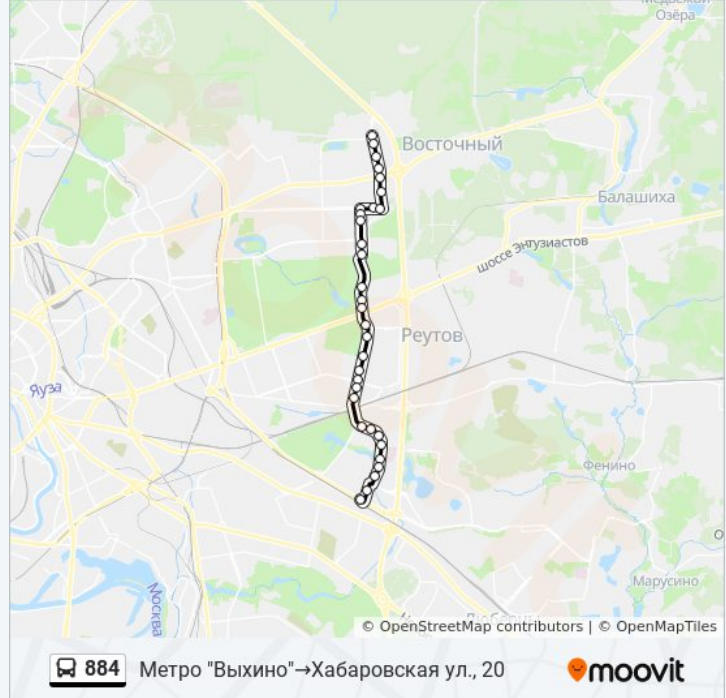 Озёра
Восточный
Балашиха
шоссе Энтузиастов
Реутов
Яуза
Фенино
Москва
Марусино
© OpenStreetMap contributors | © OpenMapTiles
884 Метро "Выхино"→Хабаровская ул., 20 moovit